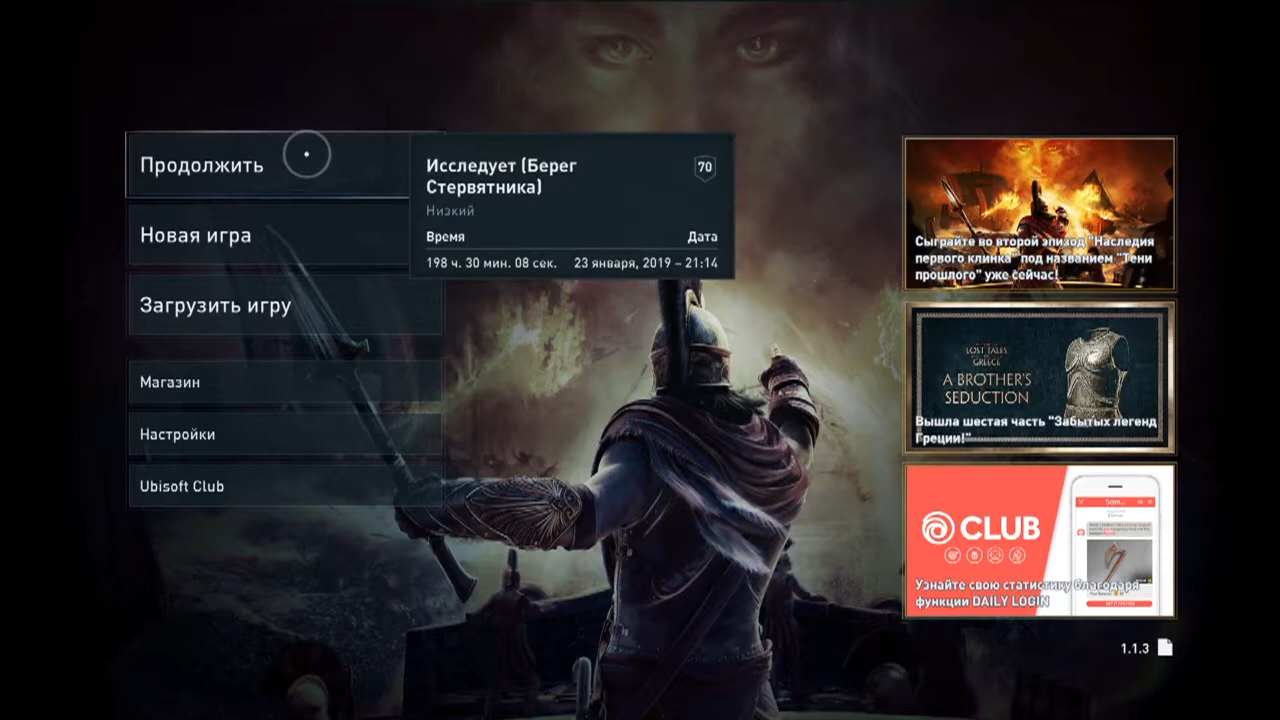 Продолжить
Исследует (Берег
Стервятника)
70
Низкий
Время
Дата
198 ч. 30 мин. 08 сек.
23 января, 2019 – 21:14
Новая игра
Загрузить игру
Магазин
Настройки
Ubisoft Club
Сыграйте во второй эпизод "Наследия
первого клинка" под названием "Тени
прошлого" уже сейчас!
LOST TALES
OF
GREECE
A BROTHER'S
SEDUCTION
Вышла шестая часть "Забытых легенд
Греции!"
CLUB
Sam...
Узнайте свою статистику благодаря
функции DAILY LOGIN
1.1.3